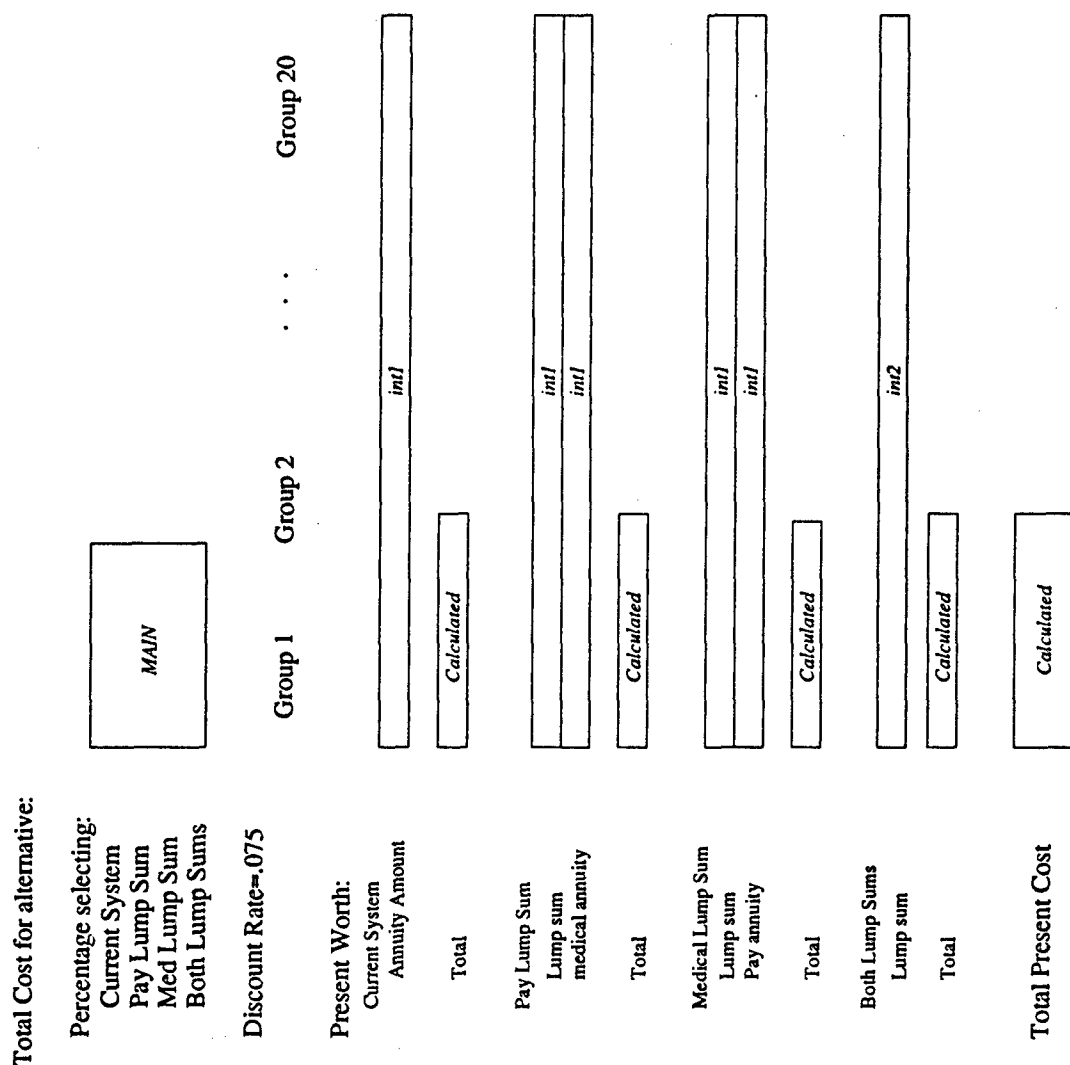 Total Cost for alternative:
Percentage selecting:
Current System
Pay Lump Sum
Med Lump Sum
Both Lump Sums
MAIN
Discount Rate=.075
Group 1 Group 2 . . . Group 20
Present Worth:
Current System
Annuity Amount int1
Total Calculated
Pay Lump Sum
Lump sum int1
medical annuity int1
Total Calculated
Medical Lump Sum
Lump sum int1
Pay annuity int1
Total Calculated
Both Lump Sums
Lump sum int2
Total Calculated
Total Present Cost Calculated